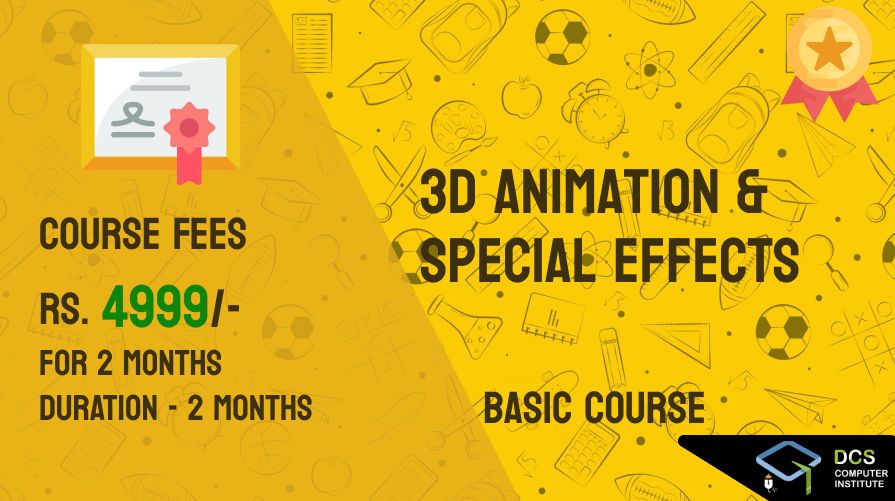 COURSE FEES
RS. 4999/-
FOR 2 MONTHS
DURATION - 2 MONTHS
3D ANIMATION &
SPECIAL EFFECTS
BASIC COURSE
DCS
COMPUTER
INSTITUTE